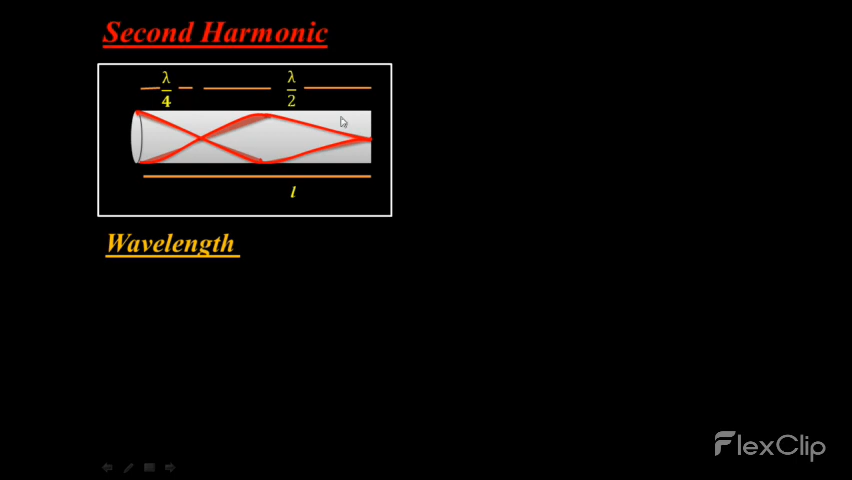 Second Harmonic
λ/4 λ/2
l
Wavelength
FlexClip